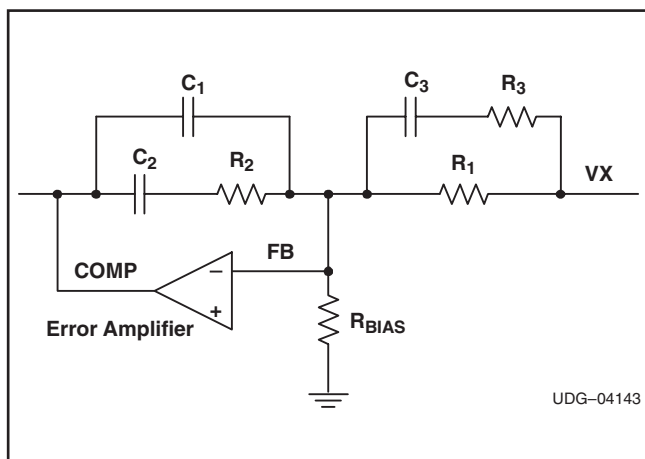 C1
C3
R3
C2
R2
R1
VX
COMP
FB
Error Amplifier
−
+
RBIAS
UDG–04143